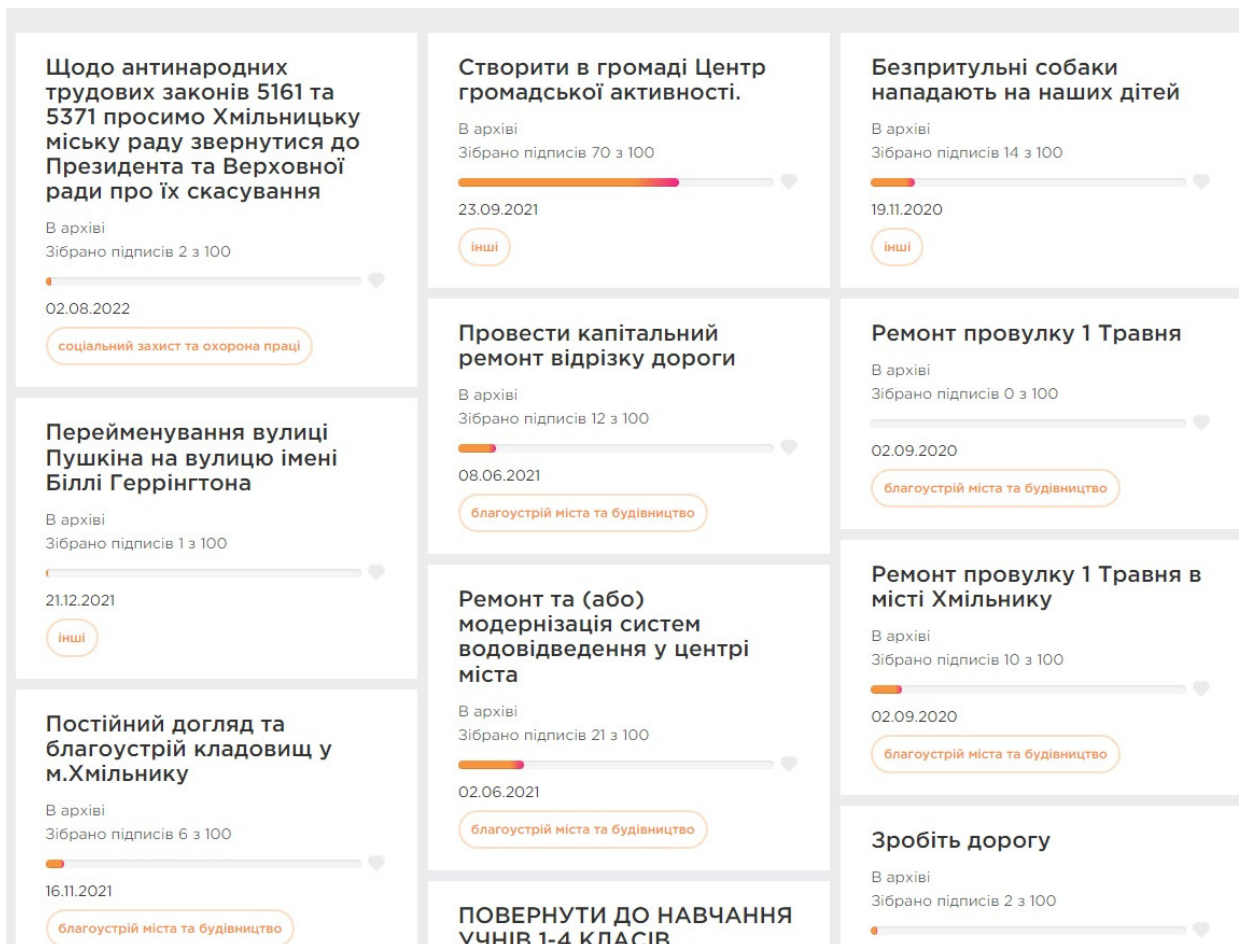 Щодо антинародних
трудових законів 5161 та
5371 просимо Хмільницьку
міську раду звернутися до
Президента та Верховної
ради про їх скасування
В архіві
Зібрано підписів 2 з 100
02.08.2022
соціальний захист та охорона праці
Перейменування вулиці
Пушкіна на вулицю імені
Біллі Геррінгтона
В архіві
Зібрано підписів 1 з 100
21.12.2021
інші
Постійний догляд та
благоустрій кладовищ у
м.Хмільнику
В архіві
Зібрано підписів 6 з 100
16.11.2021
благоустрій міста та будівництво
Створити в громаді Центр
громадської активності.
В архіві
Зібрано підписів 70 з 100
23.09.2021
інші
Провести капітальний
ремонт відрізку дороги
В архіві
Зібрано підписів 12 з 100
08.06.2021
благоустрій міста та будівництво
Ремонт та (або)
модернізація систем
водовідведення у центрі
міста
В архіві
Зібрано підписів 21 з 100
02.06.2021
благоустрій міста та будівництво
ПОВЕРНУТИ ДО НАВЧАННЯ
УЧНІВ 1-4 КЛАСІВ
Безпритульні собаки
нападають на наших дітей
В архіві
Зібрано підписів 14 з 100
19.11.2020
інші
Ремонт провулку 1 Травня
В архіві
Зібрано підписів 0 з 100
02.09.2020
благоустрій міста та будівництво
Ремонт провулку 1 Травня в
місті Хмільнику
В архіві
Зібрано підписів 10 з 100
02.09.2020
благоустрій міста та будівництво
Зробіть дорогу
В архіві
Зібрано підписів 2 з 100